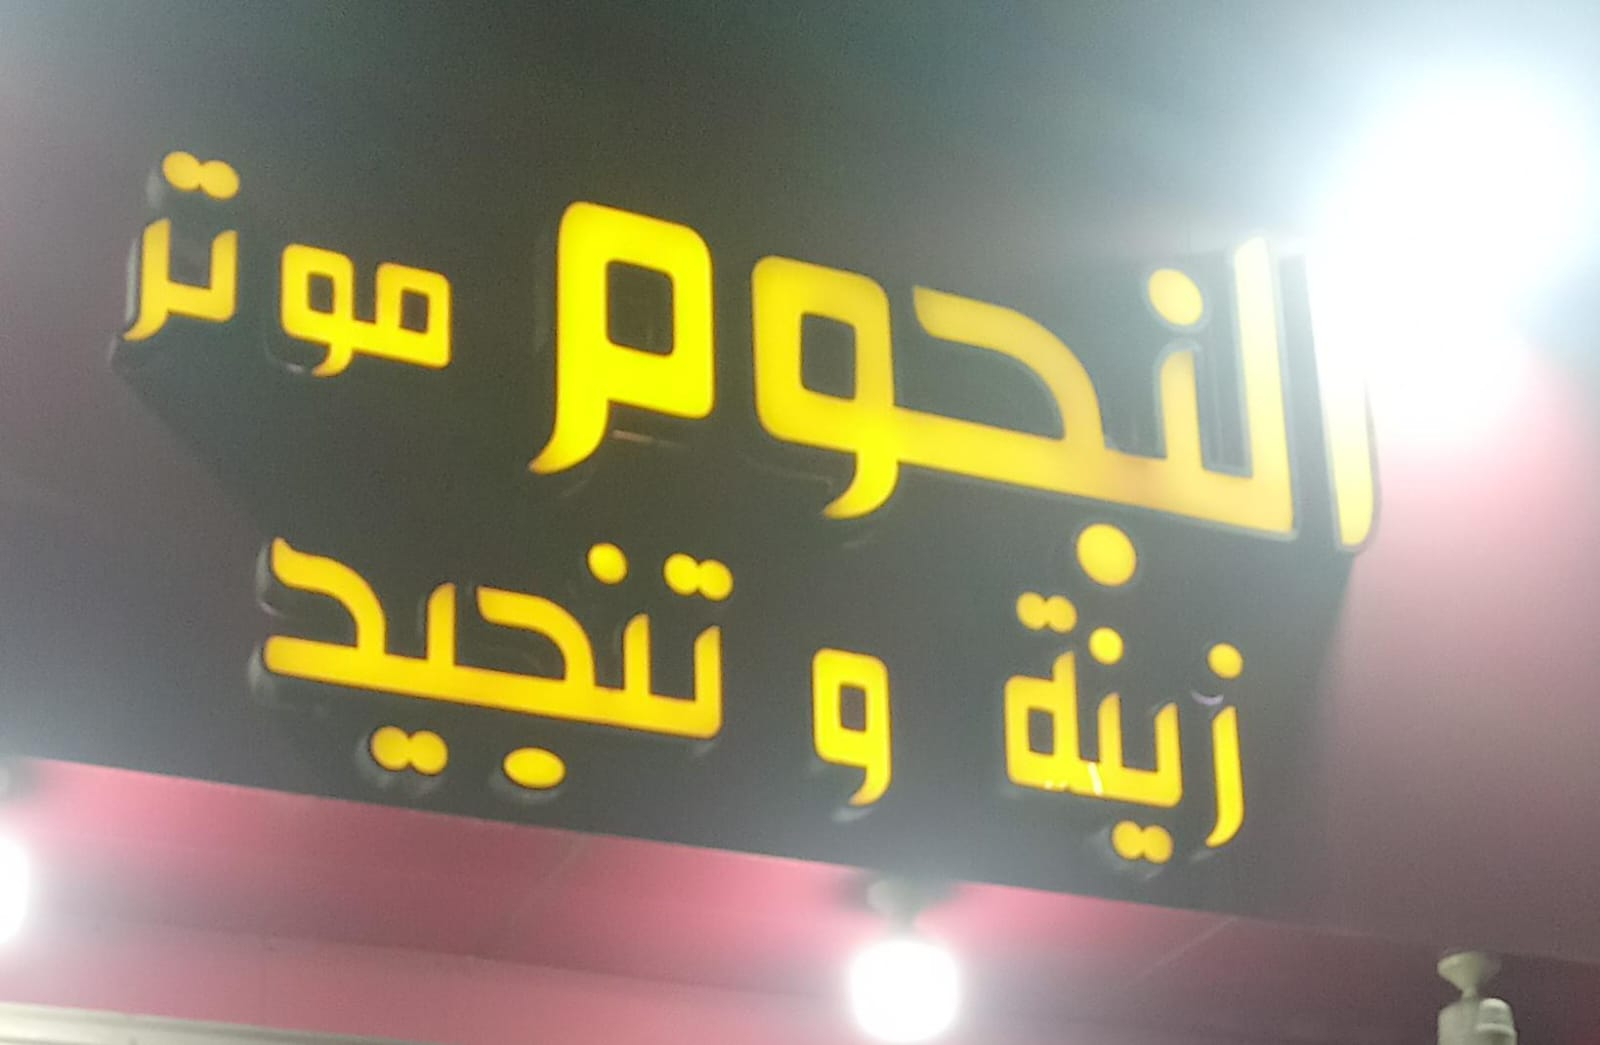 النجوم موتر
زينة و تنجيد